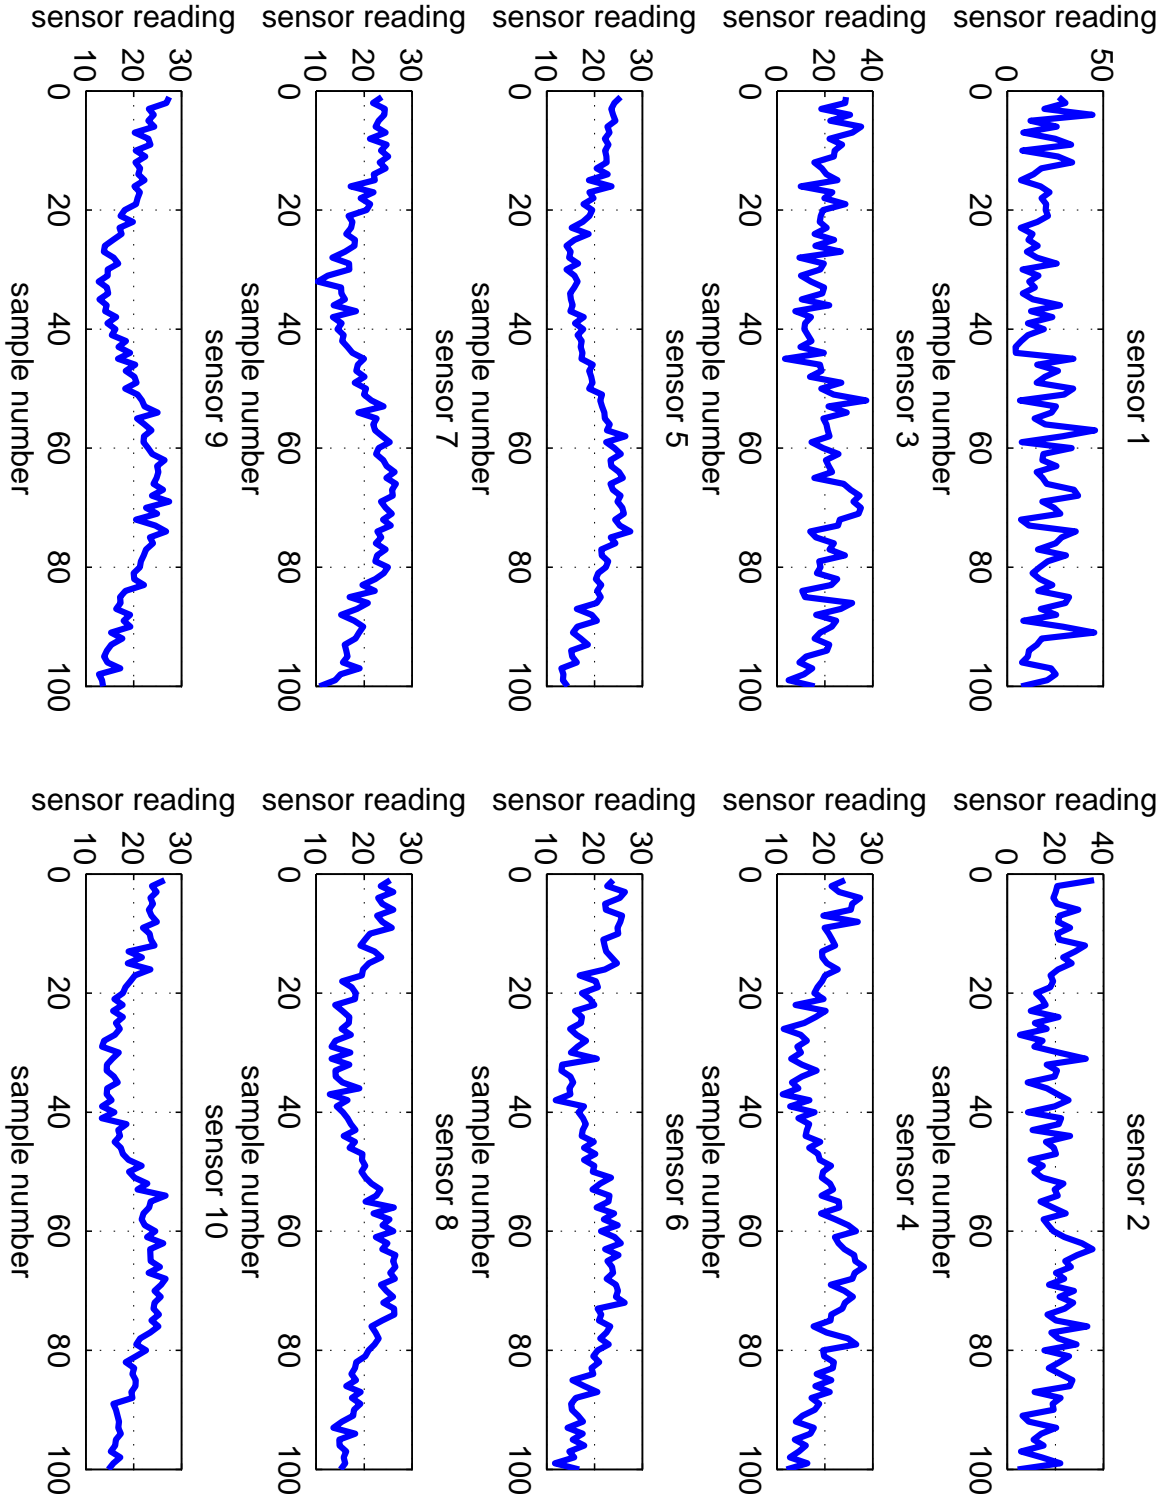 sensor 1
sensor reading
50
0
0 20 40 60 80 100
sample number
sensor 2
sensor reading
40
20
0
0 20 40 60 80 100
sample number
sensor 3
sensor reading
40
20
0
0 20 40 60 80 100
sample number
sensor 4
sensor reading
30
20
10
0 20 40 60 80 100
sample number
sensor 5
sensor reading
30
20
10
0 20 40 60 80 100
sample number
sensor 6
sensor reading
30
20
10
0 20 40 60 80 100
sample number
sensor 7
sensor reading
30
20
10
0 20 40 60 80 100
sample number
sensor 8
sensor reading
30
20
10
0 20 40 60 80 100
sample number
sensor 9
sensor reading
30
20
10
0 20 40 60 80 100
sample number
sensor 10
sensor reading
30
20
10
0 20 40 60 80 100
sample number